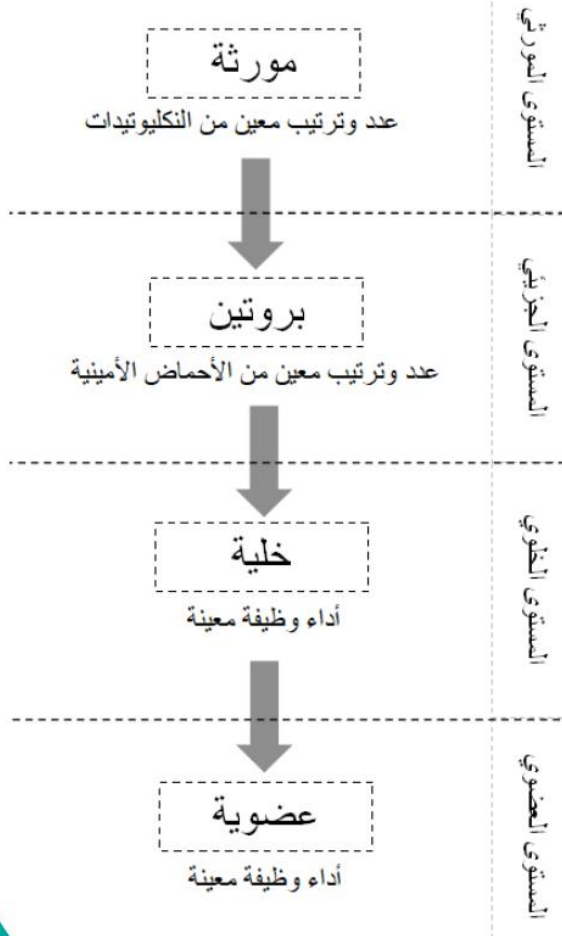 المستوى المورثي
مورثة
عدد وترتيب معين من النكليوتيدات
المستوى الجزيئي
بروتين
عدد وترتيب معين من الأحماض الأمينية
المستوى الخلوي
خلية
أداء وظيفة معينة
المستوى العضوي
عضوية
أداء وظيفة معينة